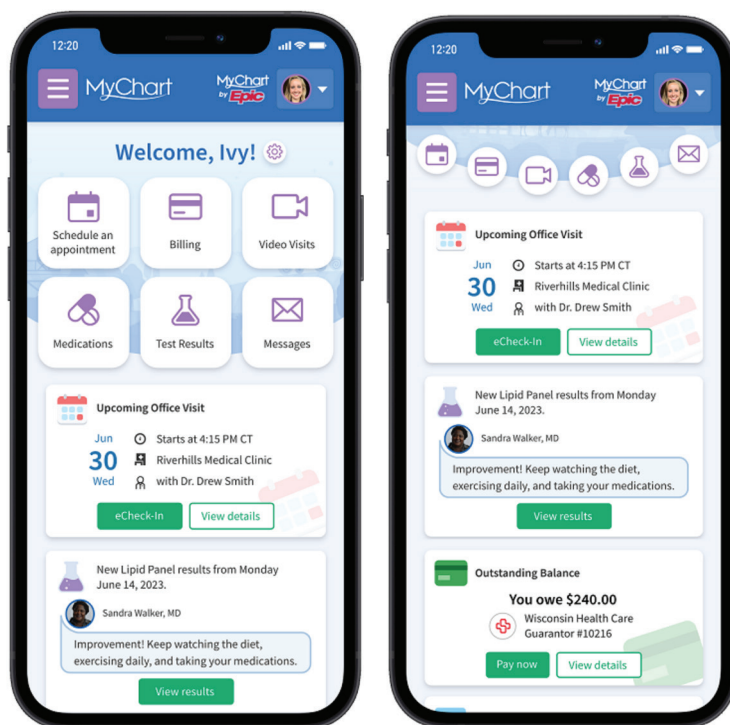 12:20
MyChart
MyChart
by Epic
Welcome, Ivy!
Schedule an
appointment
Billing
Video Visits
Medications
Test Results
Messages
Upcoming Office Visit
Jun
30
Wed
Starts at 4:15 PM CT
Riverhills Medical Clinic
with Dr. Drew Smith
eCheck-In
View details
New Lipid Panel results from Monday
June 14, 2023.
Sandra Walker, MD
Improvement! Keep watching the diet,
exercising daily, and taking your medications.
View results
12:20
MyChart
MyChart
by Epic
Upcoming Office Visit
Jun
30
Wed
Starts at 4:15 PM CT
Riverhills Medical Clinic
with Dr. Drew Smith
eCheck-In
View details
New Lipid Panel results from Monday
June 14, 2023.
Sandra Walker, MD
Improvement! Keep watching the diet,
exercising daily, and taking your medications.
View results
Outstanding Balance
You owe $240.00
Wisconsin Health Care
Guarantor #10216
Pay now
View details